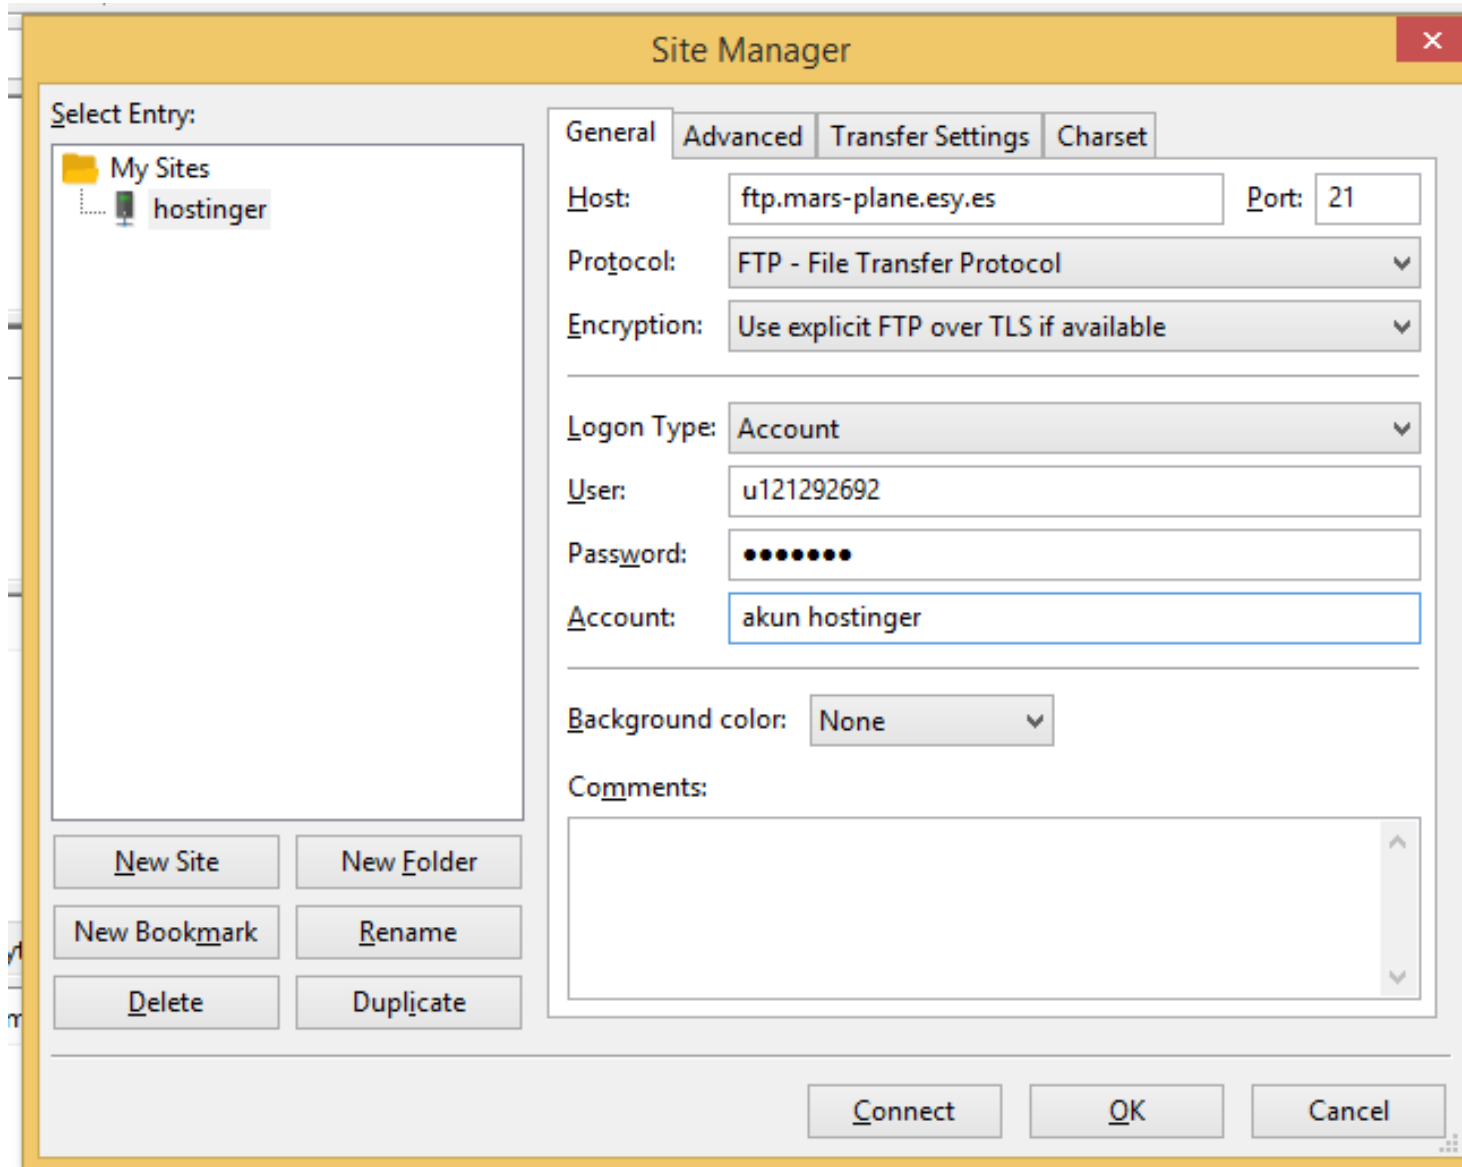 Site Manager
Select Entry:
My Sites
hostinger
New Site
New Folder
New Bookmark
Rename
Delete
Duplicate
General
Advanced
Transfer Settings
Charset
Host:
ftp.mars-plane.esy.es
Port:
21
Protocol:
FTP - File Transfer Protocol
Encryption:
Use explicit FTP over TLS if available
Logon Type:
Account
User:
u121292692
Password:
●●●●●●●
Account:
akun hostinger
Background color:
None
Comments:
Connect
OK
Cancel